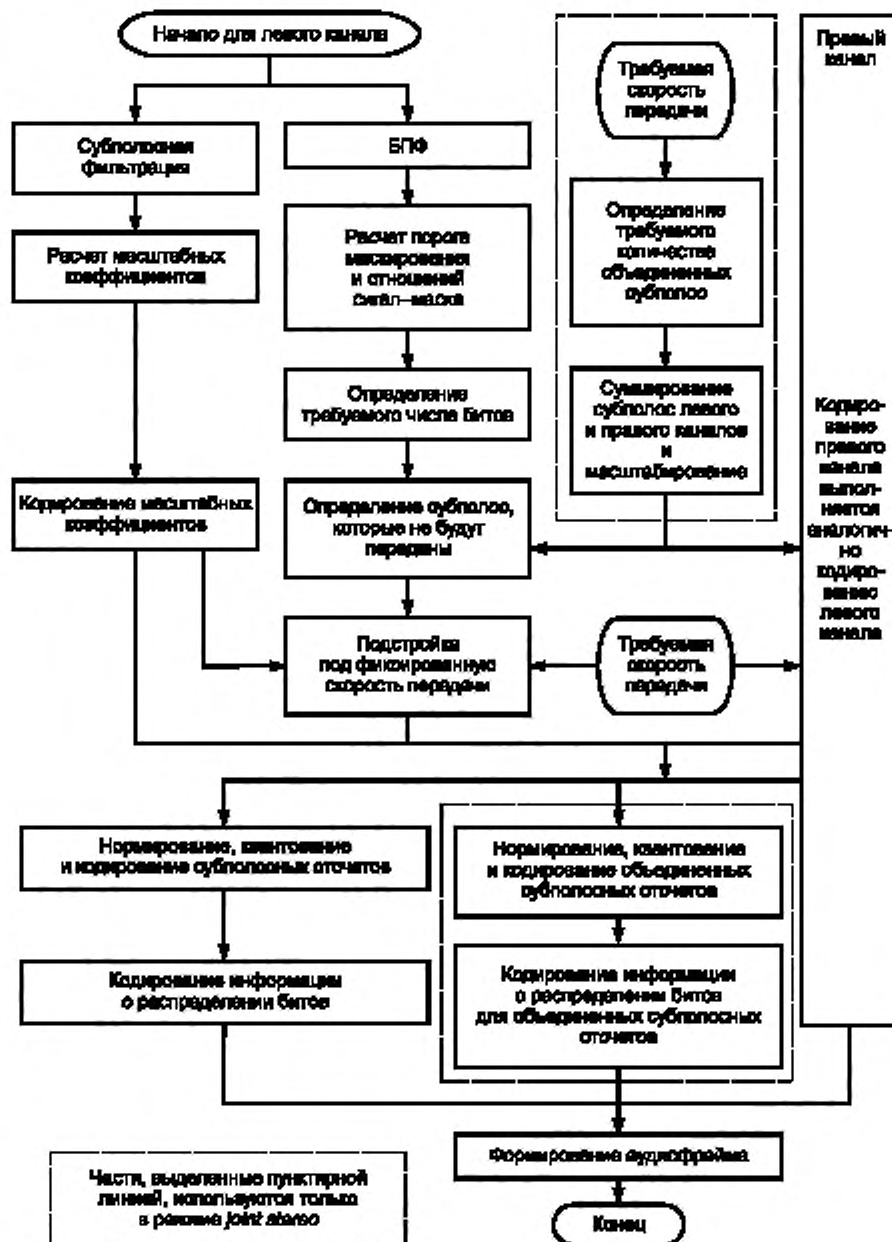 Начало для левого канала
Субполосная
фильтрация
Расчет масштабных
коэффициентов
Кодирование масштабных
коэффициентов
БПФ
Расчет порога
маскирования
и отношений
сигал–маска
Определение
требуемого числа битов
Определение субполос,
которые не будут
переданы
Подстройка
под фиксированную
скорость передачи
Требуемая
скорость
передачи
Определение
требуемого
количества
объединенных
субполос
Суммирование
субполос левого
и правого каналов
и
масштабирование
Требуемая
скорость
передачи
Правый
канал
Кодиро-
вание
правого
канала
выпол-
няется
аналогич-
но
кодиро-
ванию
левого
канала
Нормирование, квантование
и кодирование субполосных отсчетов
Кодирование информации
о распределении битов
Нормирование, квантование
и кодирование объединенных
субполосных отсчетов
Кодирование информации
о распределении битов
для объединенных субполосных
отсчетов
Формирование аудиофрейма
Конец
Части, выделенные пунктирной
линией, используются только
в режиме joint stereo